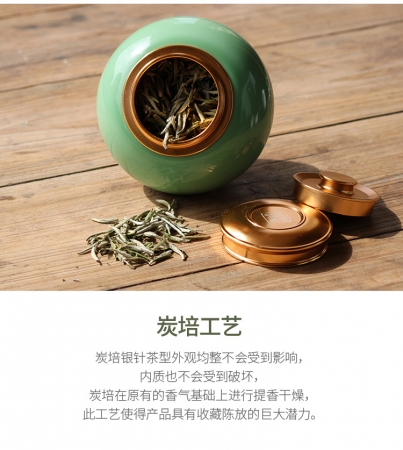 炭培工艺
炭培银针茶型外观均整不会受到影响，
内质也不会受到破坏，
炭培在原有的香气基础上进行提香干燥，
此工艺使得产品具有收藏陈放的巨大潜力。